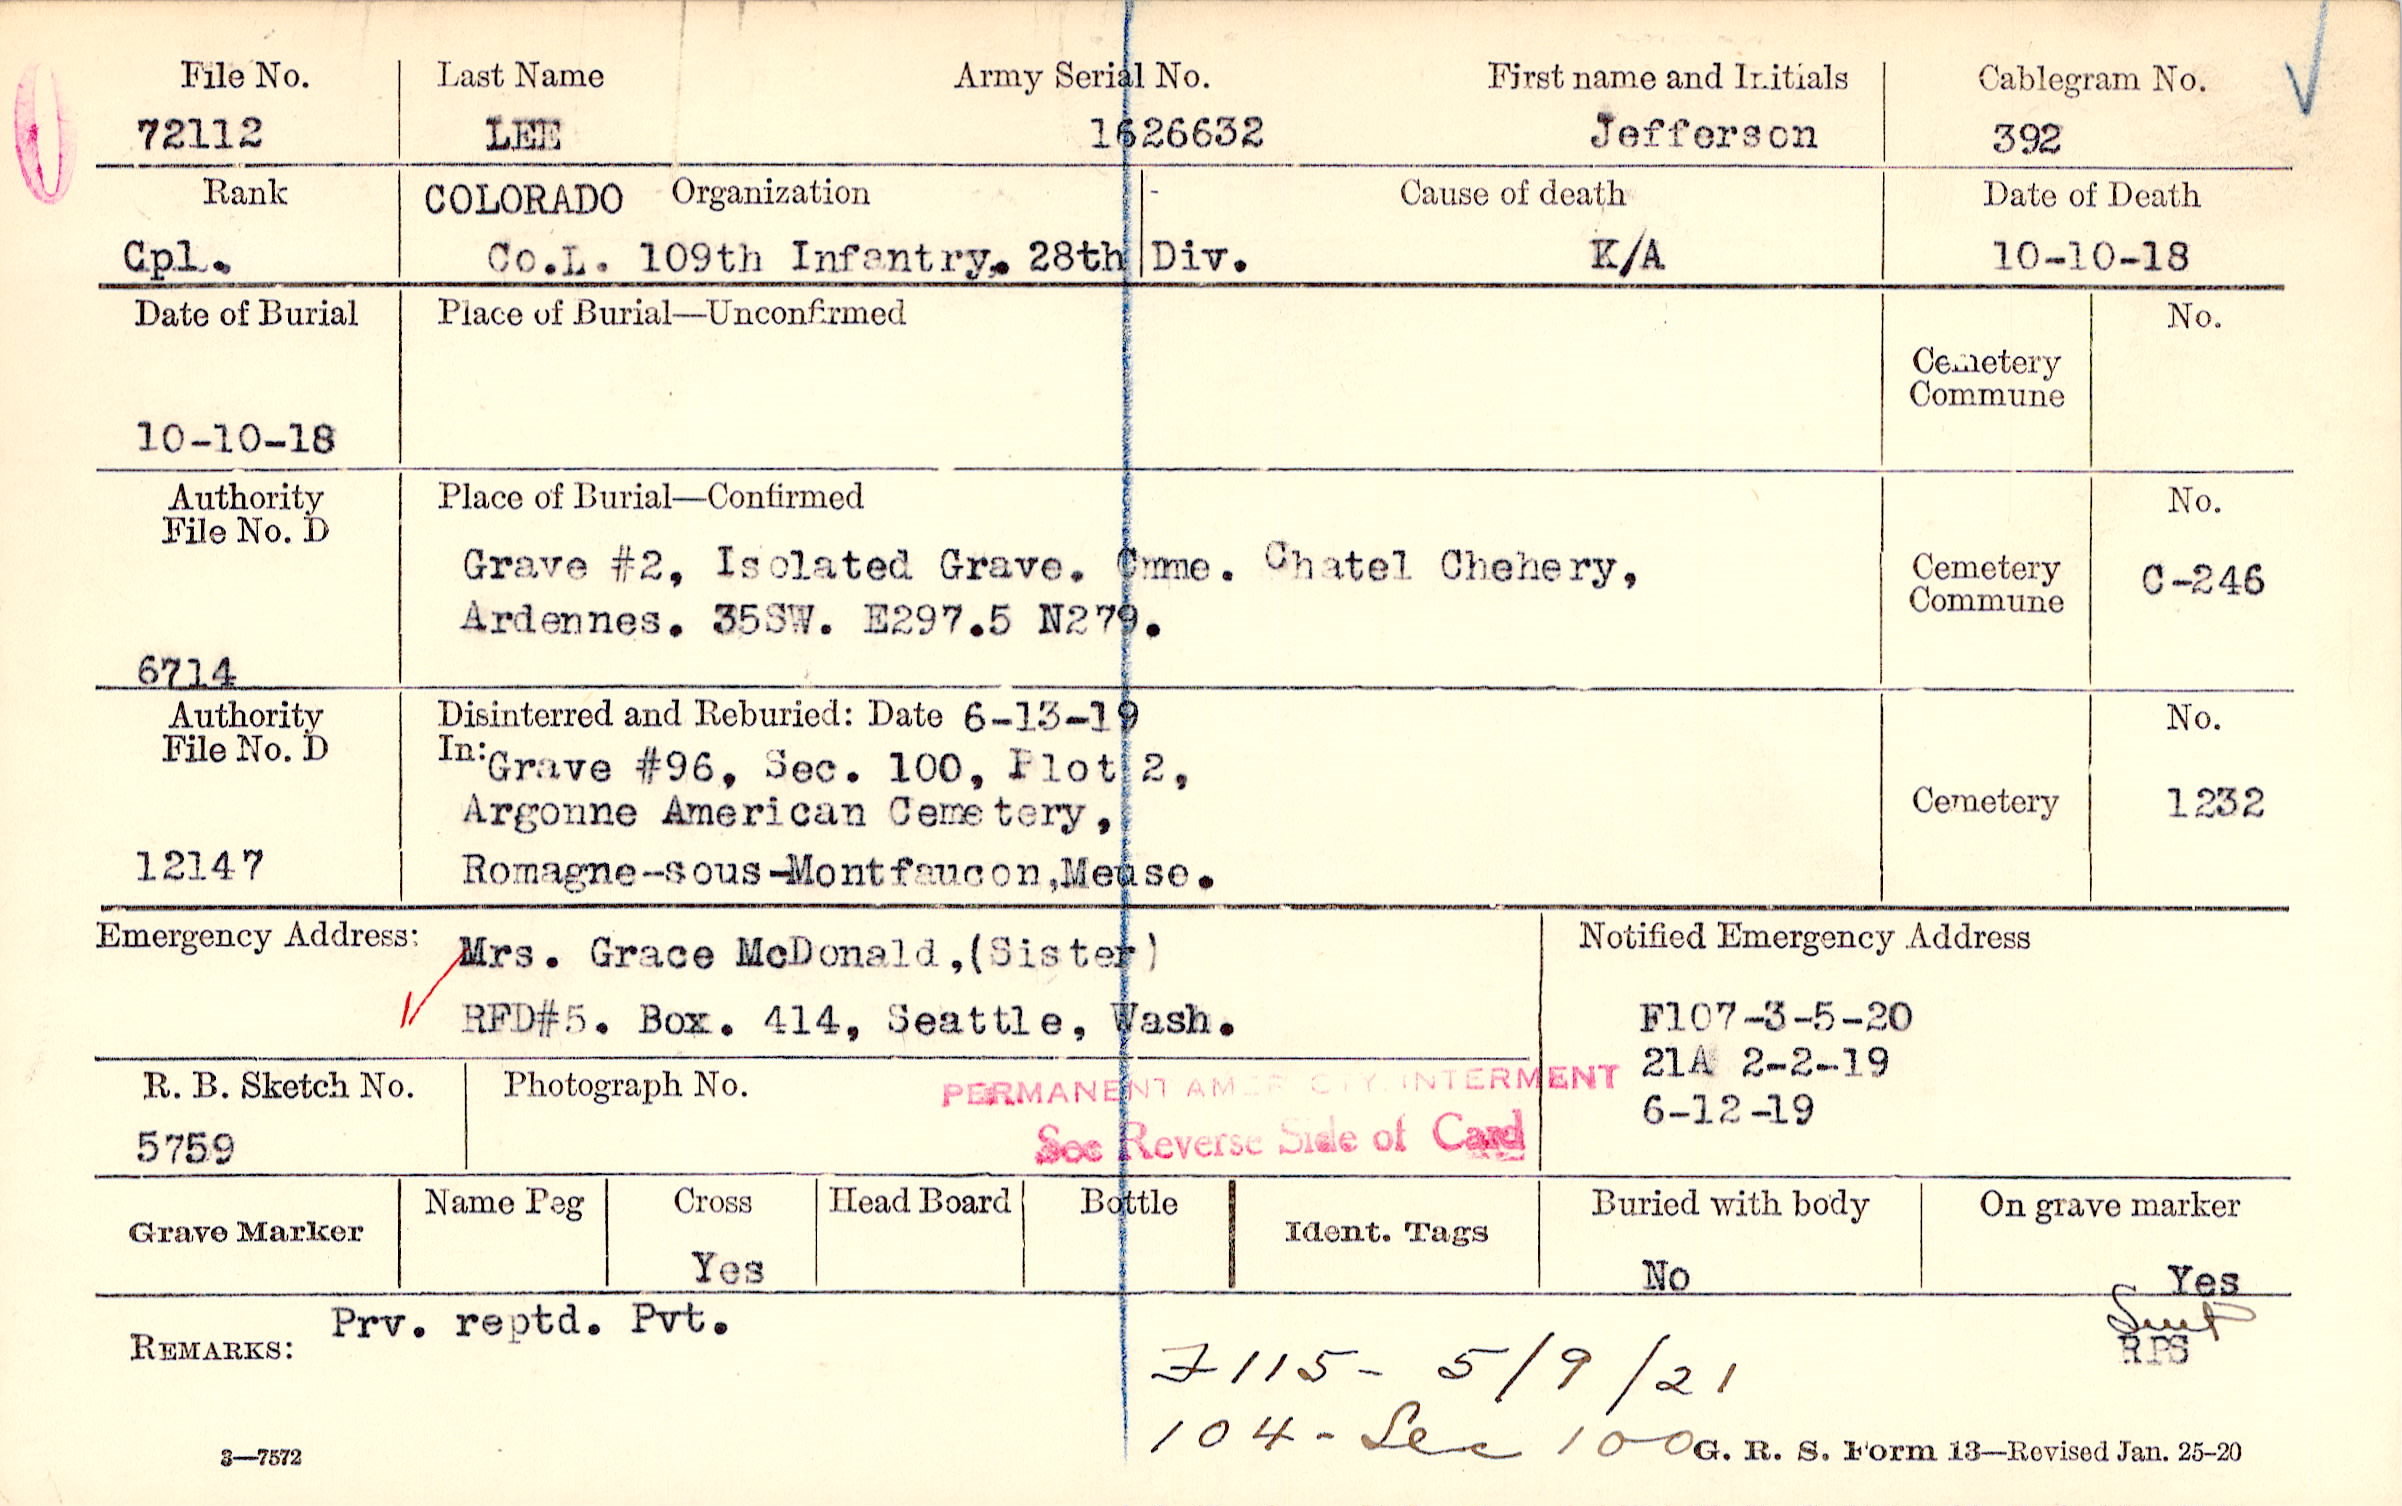 File No. Last Name Army Serial No. First name and Initials Cablegram No.
72112 LEE 1626632 Jefferson 392
Rank COLORADO Organization - Cause of death Date of Death
Cpl. Co.L. 109th Infantry. 28th Div. K/A 10-10-18
Date of Burial Place of Burial—Unconfirmed No.
Cemetery
Commune
10-10-18
Authority Place of Burial—Confirmed No.
File No. D
Grave #2, Isolated Grave. Cmme. Chatel Chehery, Cemetery C-246
Commune
Ardennes. 35SW. E297.5 N279.
6714
Authority Disinterred and Reburied: Date 6-13-19 No.
File No. D In: Grave #96, Sec. 100, Plot 2,
Argonne American Cemetery, Cemetery 1232
12147 Romagne-sous-Montfaucon,Meuse.
Emergency Address: Mrs. Grace McDonald,(Sister) Notified Emergency Address
RFD#5. Box. 414, Seattle, Wash. F107-3-5-20
R. B. Sketch No. Photograph No. PERMANENT AMER CTY. INTERMENT 21A 2-2-19
6-12-19
5759 See Reverse Side of Card
Grave Marker Name Peg Cross Head Board Bottle Ident. Tags Buried with body On grave marker
Yes No Yes
REMARKS: Prv. reptd. Pvt.
RPS
F115- 5/9/21
104- Sec 100
3—7572 G. R. S. Form 13—Revised Jan. 25-20